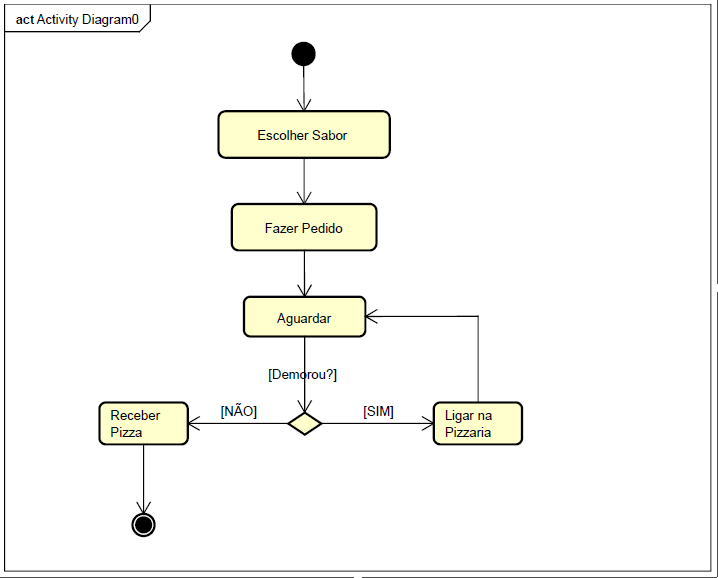 act Activity Diagram0
Escolher Sabor
Fazer Pedido
Aguardar
[Demorou?]
[NÃO]
[SIM]
Receber
Pizza
Ligar na
Pizzaria